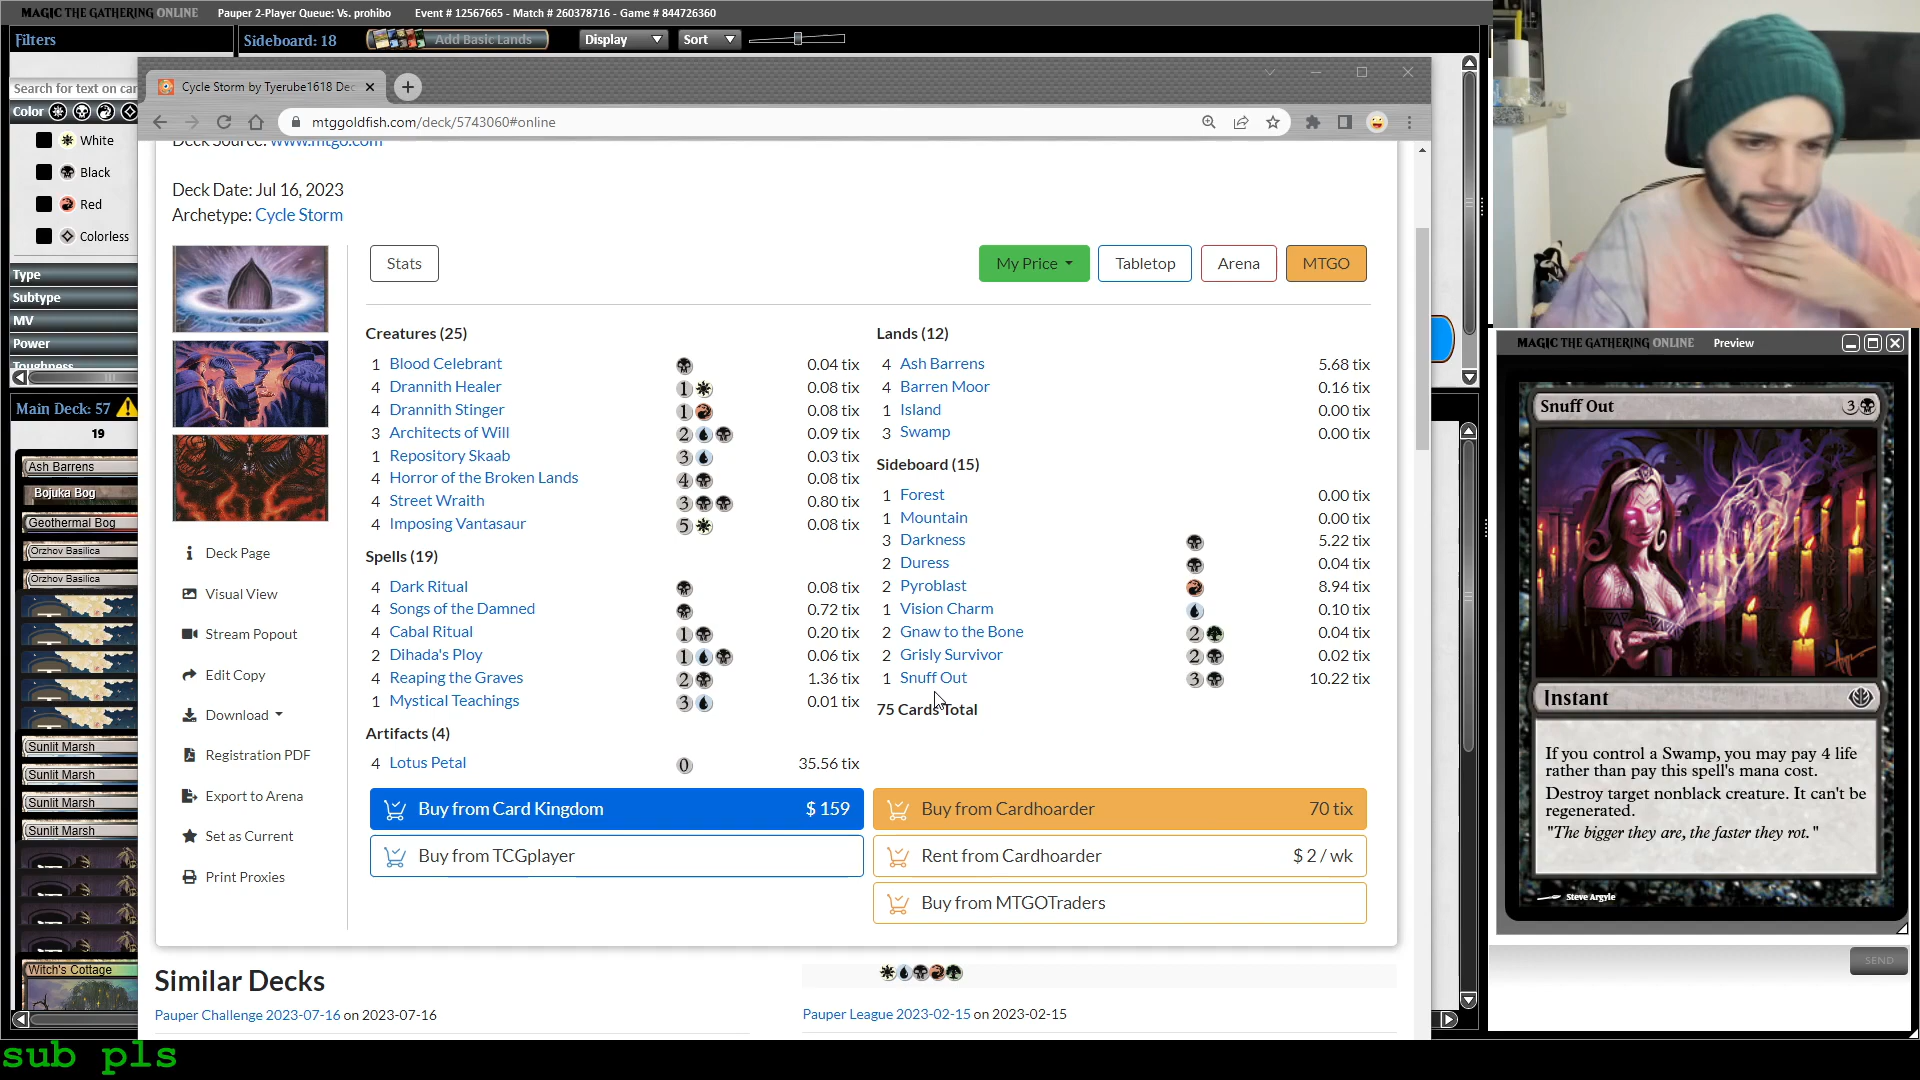 MAGIC THE GATHERING ONLINE Pauper 2-Player Queue: Vs. prohibo Event # 12567665 - Match # 260378716 - Game # 844726360
Filters Sideboard: 18 Add Basic Lands Display Sort
Search for text on car
Color
White
Black
Red
Colorless
Type
Subtype
MV
Power
Toughness
Main Deck: 57
19
Ash Barrens
Bojuka Bog
Geothermal Bog
Orzhov Basilica
Orzhov Basilica
Sunlit Marsh
Sunlit Marsh
Sunlit Marsh
Sunlit Marsh
Witch's Cottage
Cycle Storm by Tyerube1618 Dec
mtggoldfish.com/deck/5743060#online
Deck Source: www.mtgo.com
Deck Date: Jul 16, 2023
Archetype: Cycle Storm
Stats My Price Tabletop Arena MTGO
Deck Page
Visual View
Stream Popout
Edit Copy
Download
Registration PDF
Export to Arena
Set as Current
Print Proxies
Creatures (25)
1 Blood Celebrant 0.04 tix
4 Drannith Healer 1 0.08 tix
4 Drannith Stinger 1 0.08 tix
3 Architects of Will 2 0.09 tix
1 Repository Skaab 3 0.03 tix
4 Horror of the Broken Lands 4 0.08 tix
4 Street Wraith 3 0.80 tix
4 Imposing Vantasaur 5 0.08 tix
Spells (19)
4 Dark Ritual 0.08 tix
4 Songs of the Damned 0.72 tix
4 Cabal Ritual 1 0.20 tix
2 Dihada's Ploy 1 0.06 tix
4 Reaping the Graves 2 1.36 tix
1 Mystical Teachings 3 0.01 tix
Artifacts (4)
4 Lotus Petal 0 35.56 tix
Lands (12)
4 Ash Barrens 5.68 tix
4 Barren Moor 0.16 tix
1 Island 0.00 tix
3 Swamp 0.00 tix
Sideboard (15)
1 Forest 0.00 tix
1 Mountain 0.00 tix
3 Darkness 5.22 tix
2 Duress 0.04 tix
2 Pyroblast 8.94 tix
1 Vision Charm 0.10 tix
2 Gnaw to the Bone 2 0.04 tix
2 Grisly Survivor 2 0.02 tix
1 Snuff Out 3 10.22 tix
75 Cards Total
Buy from Card Kingdom $ 159
Buy from TCGplayer
Buy from Cardhoarder 70 tix
Rent from Cardhoarder $ 2 / wk
Buy from MTGOTraders
Similar Decks
Pauper Challenge 2023-07-16 on 2023-07-16
Pauper League 2023-02-15 on 2023-02-15
MAGIC THE GATHERING ONLINE Preview
Snuff Out 3
Instant
If you control a Swamp, you may pay 4 life
rather than pay this spell's mana cost.
Destroy target nonblack creature. It can't be
regenerated.
"The bigger they are, the faster they rot."
Steve Argyle
SEND
sub pls